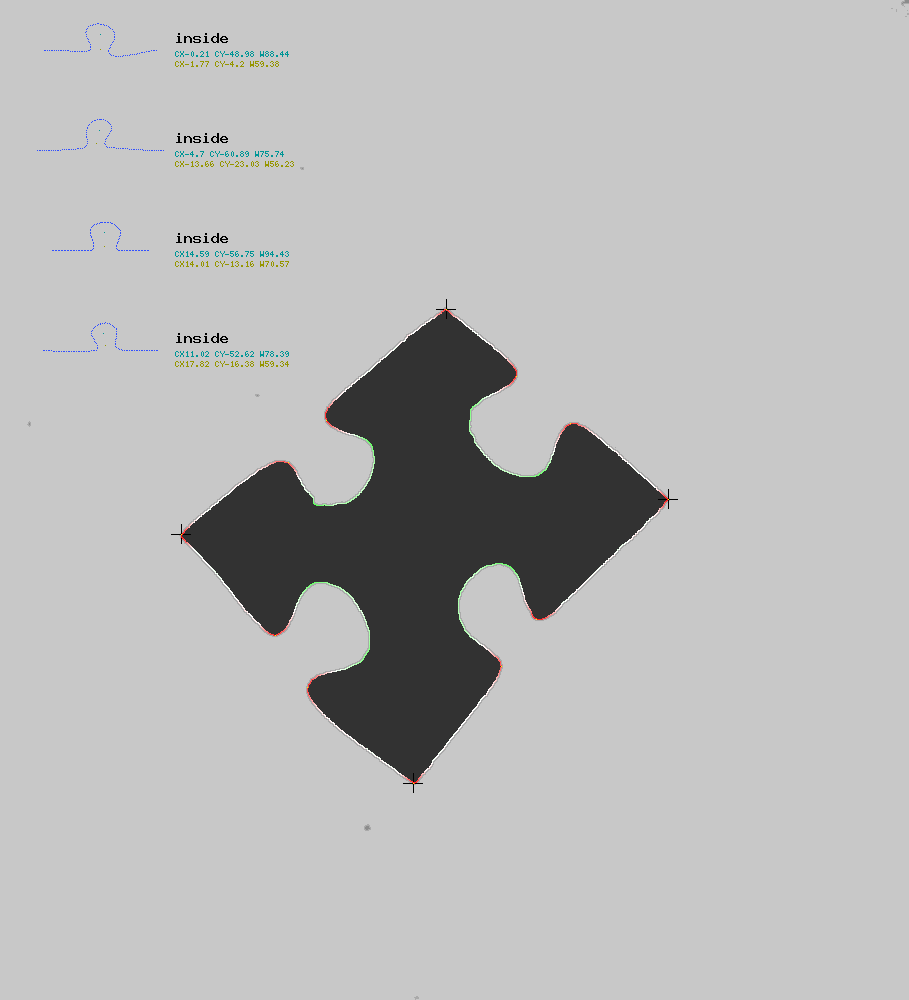 inside
CX-0.21 CY-48.98 W88.44
CX-1.77 CY-4.2 W59.38
inside
CX-4.7 CY-60.89 W75.74
CX-13.66 CY-23.03 W56.23
inside
CX14.59 CY-56.75 W94.43
CX14.01 CY-13.16 W70.57
inside
CX11.02 CY-52.62 W78.39
CX17.82 CY-16.38 W59.34